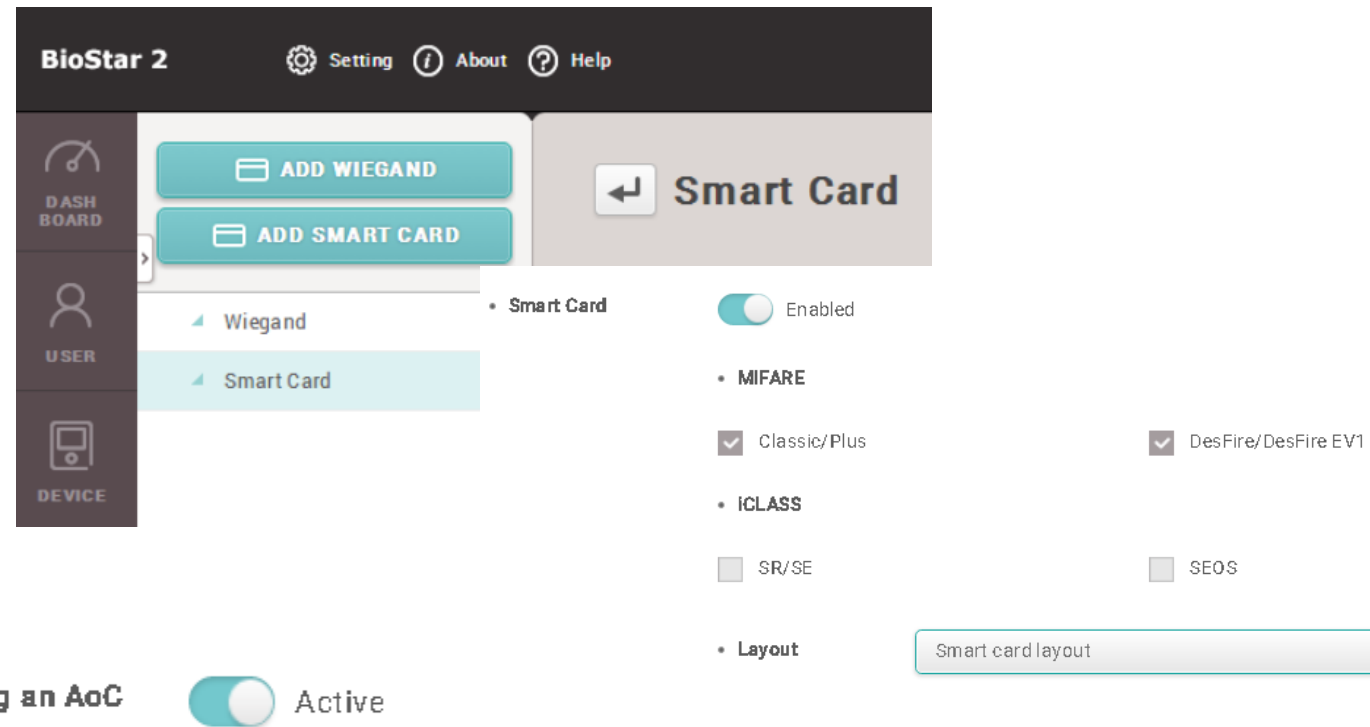 BioStar 2 Setting About Help
DASH
BOARD
USER
DEVICE
ADD WIEGAND
ADD SMART CARD
Wiegand
Smart Card
Smart Card
• Smart Card Enabled
• MIFARE
Classic/Plus DesFire/DesFire EV1
• iCLASS
SR/SE SEOS
• Layout Smart card layout
g an AoC Active